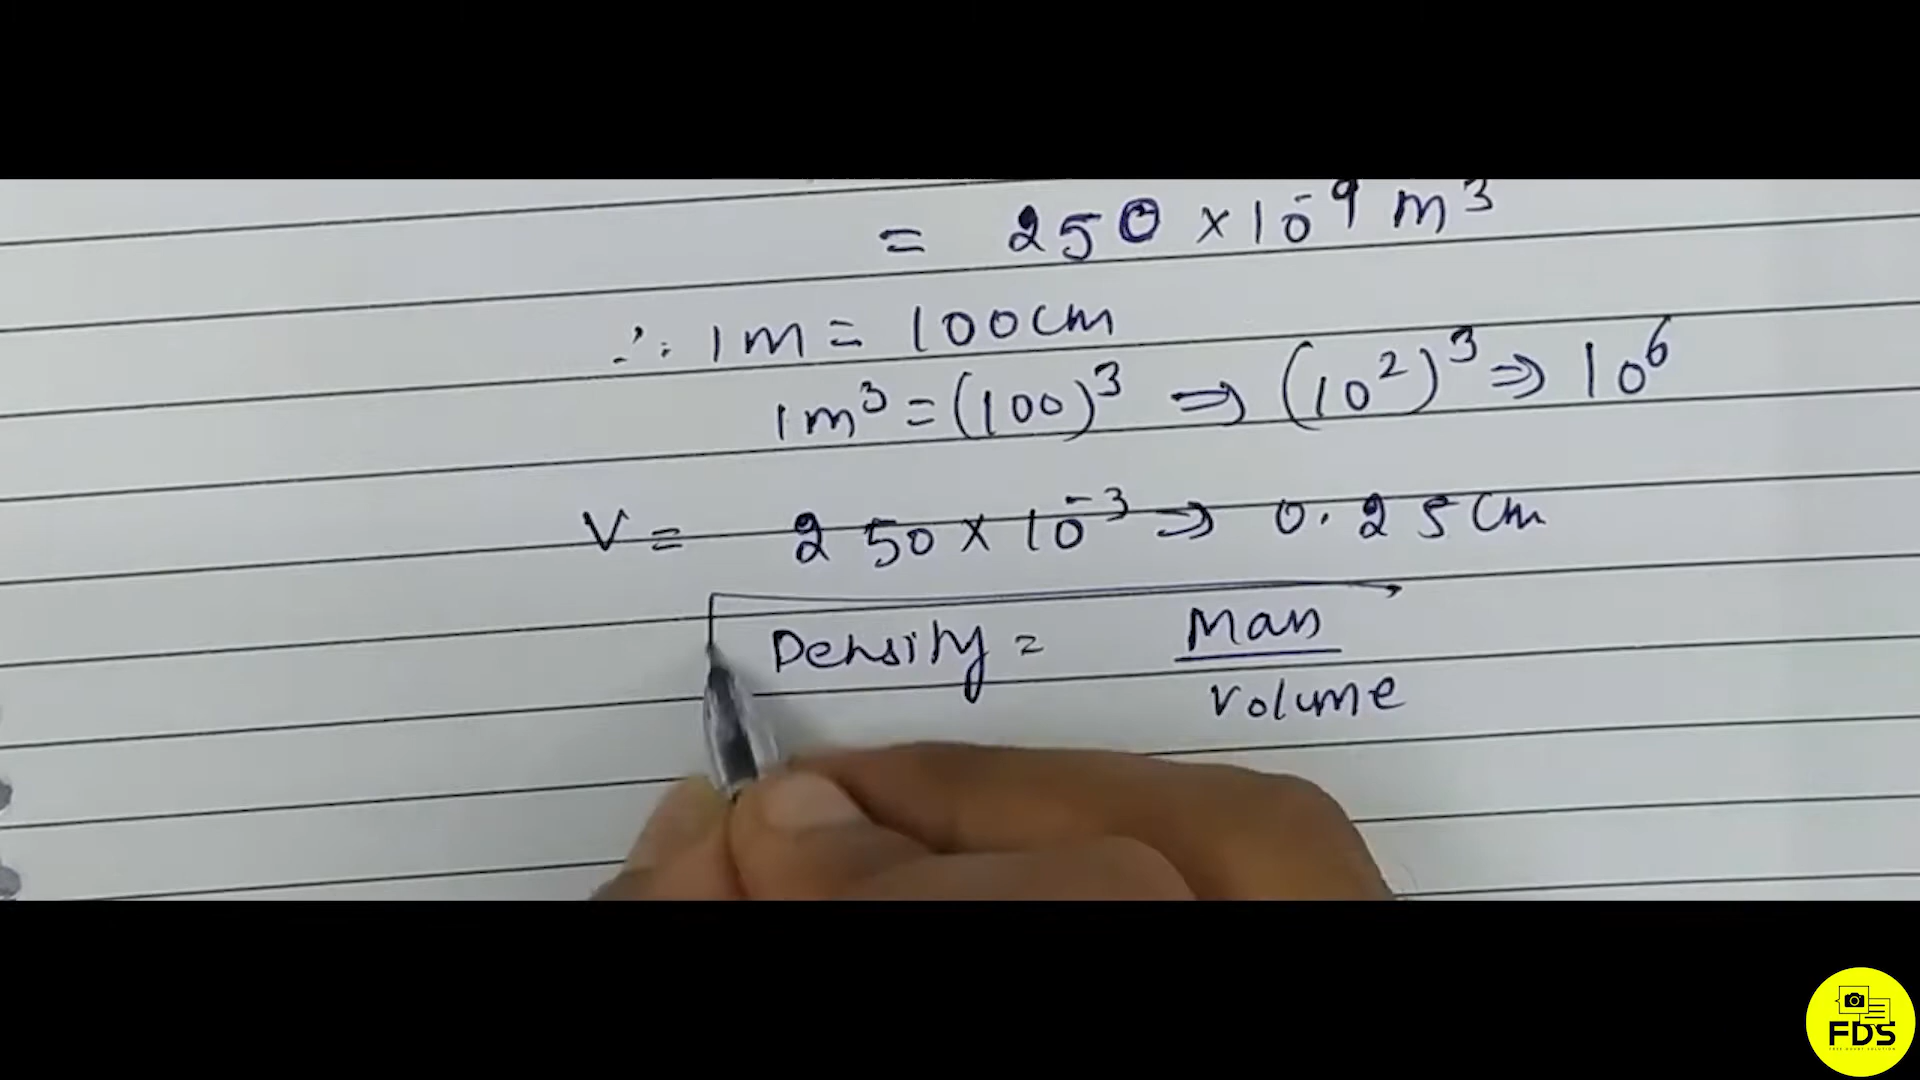 = 250 × 10⁻⁹ m³
∴ 1m = 100cm
1m³ = (100)³ ⇒ (10²)³ ⇒ 10⁶
V = 250 × 10⁻³ ⇒ 0.25 cm
Density = Mass
Volume
FDS